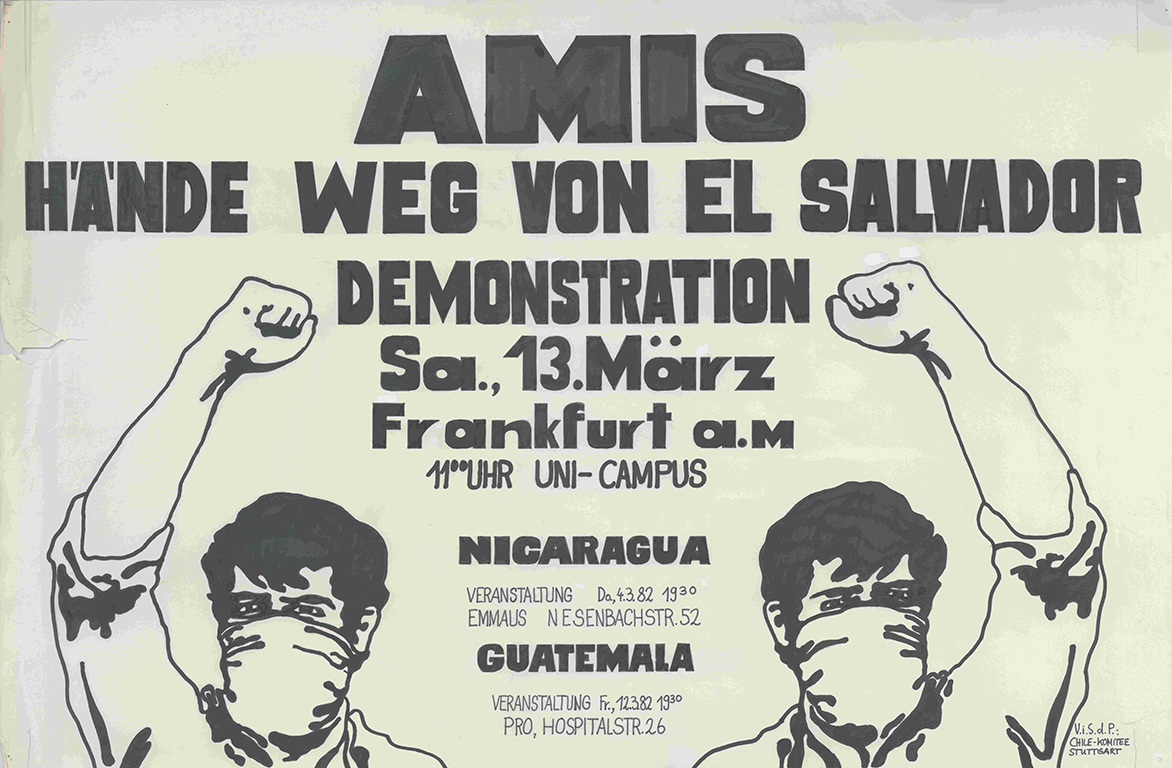 AMIS
HÄNDE WEG VON EL SALVADOR
DEMONSTRATION
Sa., 13. März
Frankfurt a.M
11⁰⁰ UHR UNI-CAMPUS
NICARAGUA
VERANSTALTUNG Do,4.3.82 19³⁰
EMMAUS NESENBACHSTR.52
GUATEMALA
VERANSTALTUNG Fr.,12.3.82 19³⁰
PRO, HOSPITALSTR.26
V.i.S.d.P.:
CHILE-KOMITEE
STUTTGART